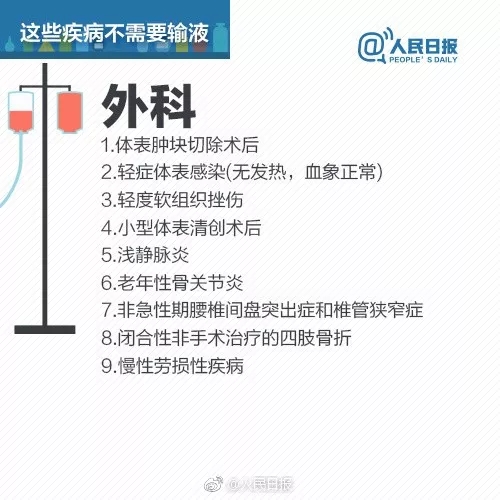 这些疾病不需要输液
@人民日报
PEOPLE'S DAILY
外科
1.体表肿块切除术后
2.轻症体表感染(无发热，血象正常)
3.轻度软组织挫伤
4.小型体表清创术后
5.浅静脉炎
6.老年性骨关节炎
7.非急性期腰椎间盘突出症和椎管狭窄症
8.闭合性非手术治疗的四肢骨折
9.慢性劳损性疾病
@人民日报